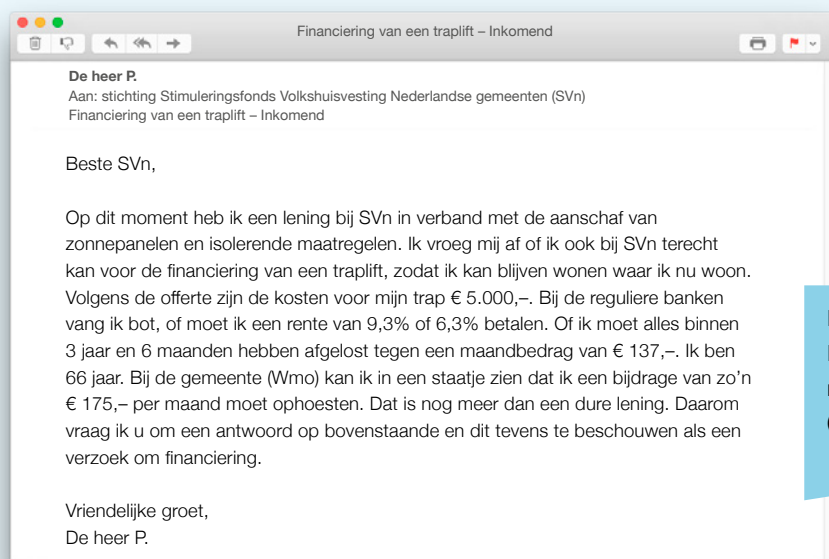 Financiering van een traplift – Inkomend
De heer P.
Aan: stichting Stimuleringsfonds Volkshuisvesting Nederlandse gemeenten (SVn)
Financiering van een traplift – Inkomend
Beste SVn,
Op dit moment heb ik een lening bij SVn in verband met de aanschaf van
zonnepanelen en isolerende maatregelen. Ik vroeg mij af of ik ook bij SVn terecht
kan voor de financiering van een traplift, zodat ik kan blijven wonen waar ik nu woon.
Volgens de offerte zijn de kosten voor mijn trap € 5.000,–. Bij de reguliere banken
vang ik bot, of moet ik een rente van 9,3% of 6,3% betalen. Of ik moet alles binnen
3 jaar en 6 maanden hebben afgelost tegen een maandbedrag van € 137,–. Ik ben
66 jaar. Bij de gemeente (Wmo) kan ik in een staatje zien dat ik een bijdrage van zo’n
€ 175,– per maand moet ophoesten. Dat is nog meer dan een dure lening. Daarom
vraag ik u om een antwoord op bovenstaande en dit tevens te beschouwen als een
verzoek om financiering.
Vriendelijke groet,
De heer P.